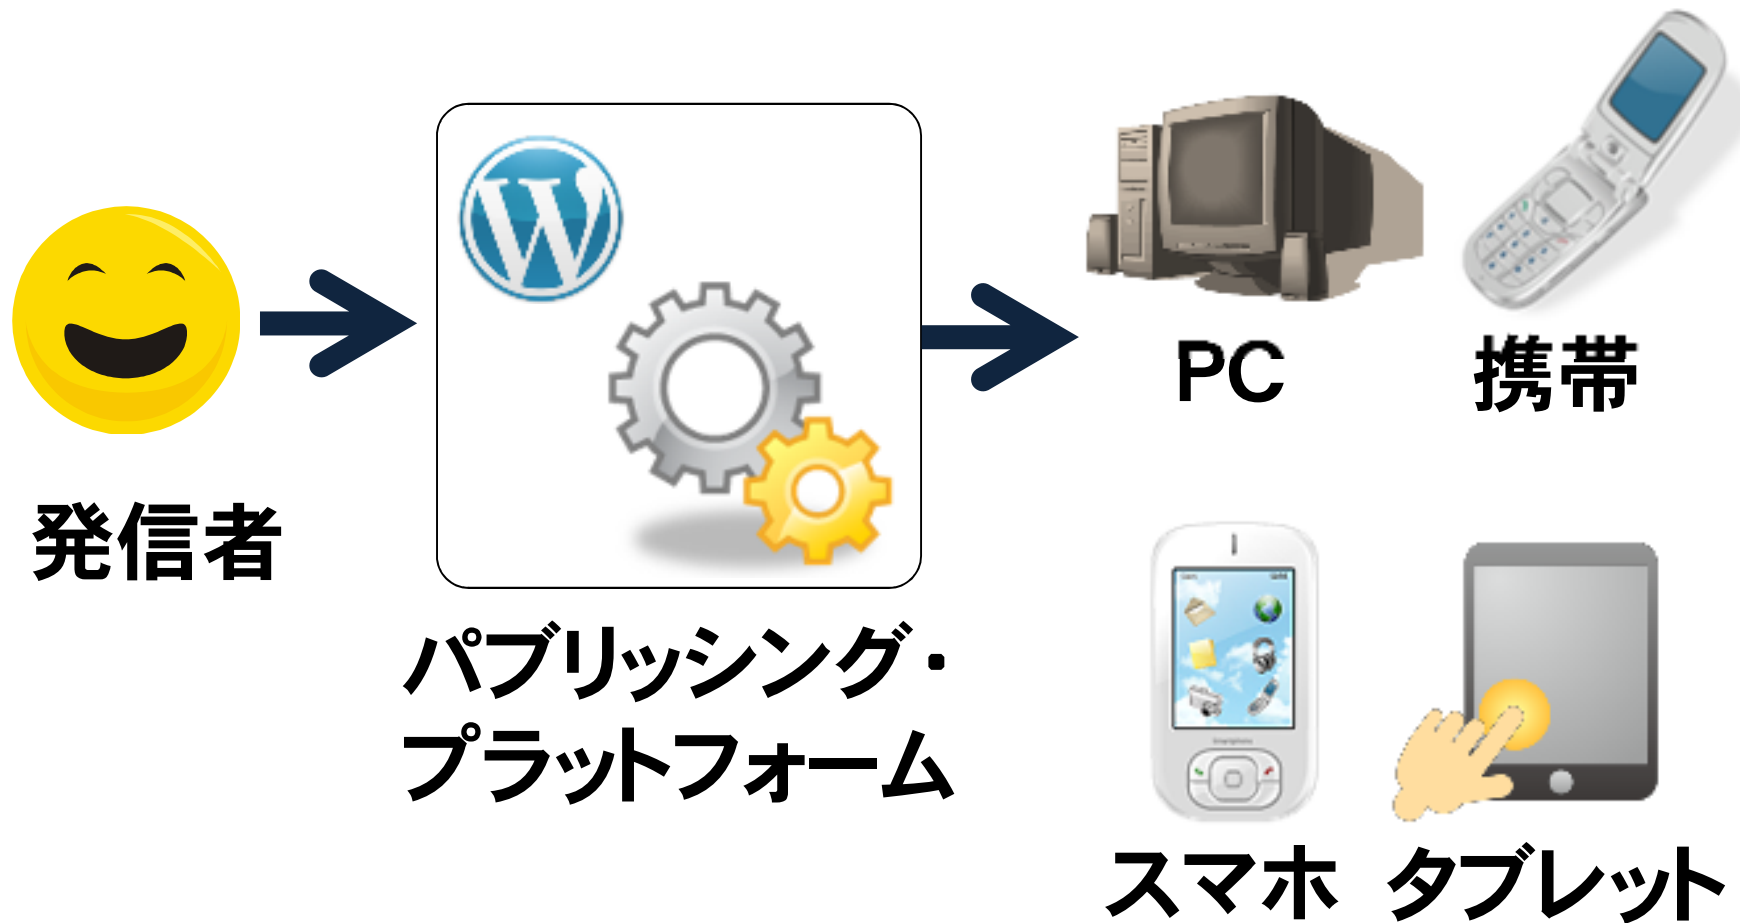 発信者
パブリッシング・
プラットフォーム
PC
携帯
スマホ
タブレット